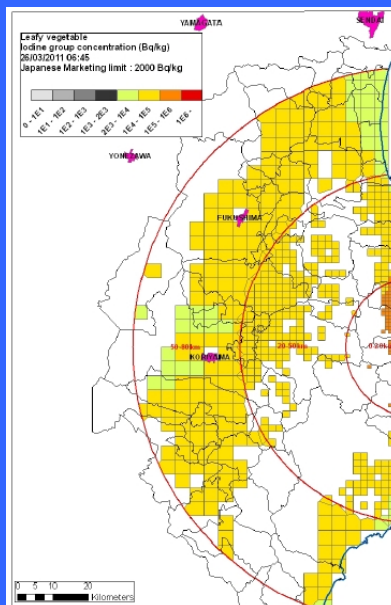 YAMAGATA
SENDAI
Leafy vegetable
Iodine group concentration (Bq/kg)
26/03/2011 06:45
Japanese Marketing limit : 2000 Bq/kg
0 - 1E1
1E1 - 1E2
1E2 - 1E3
1E3 - 2E3
2E3 - 1E4
1E4 - 1E5
1E5 - 1E6
1E6 -
YONEZAWA
FUKUSHIMA
KORIYAMA
20-50km
0 5 10 20
Kilometers